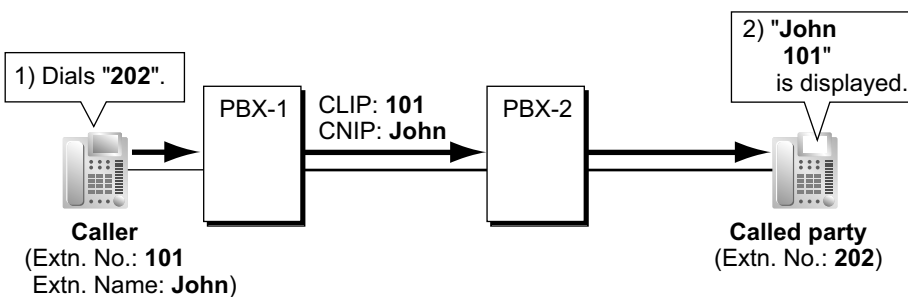 1) Dials "202".
PBX-1
CLIP: 101
CNIP: John
PBX-2
2) "John
101"
is displayed.
Caller
(Extn. No.: 101
Extn. Name: John)
Called party
(Extn. No.: 202)